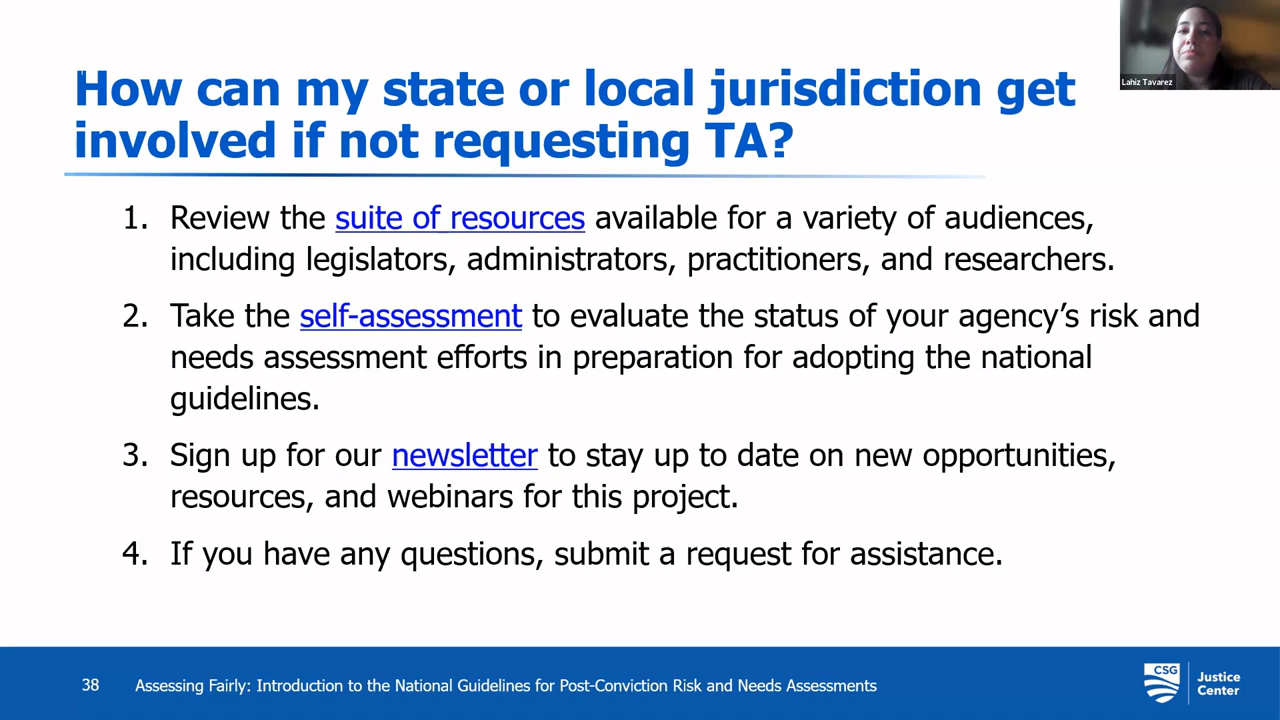 Lahiz Tavarez
How can my state or local jurisdiction get
involved if not requesting TA?
1. Review the suite of resources available for a variety of audiences,
including legislators, administrators, practitioners, and researchers.
2. Take the self-assessment to evaluate the status of your agency’s risk and
needs assessment efforts in preparation for adopting the national
guidelines.
3. Sign up for our newsletter to stay up to date on new opportunities,
resources, and webinars for this project.
4. If you have any questions, submit a request for assistance.
38 Assessing Fairly: Introduction to the National Guidelines for Post-Conviction Risk and Needs Assessments
CSG
Justice
Center